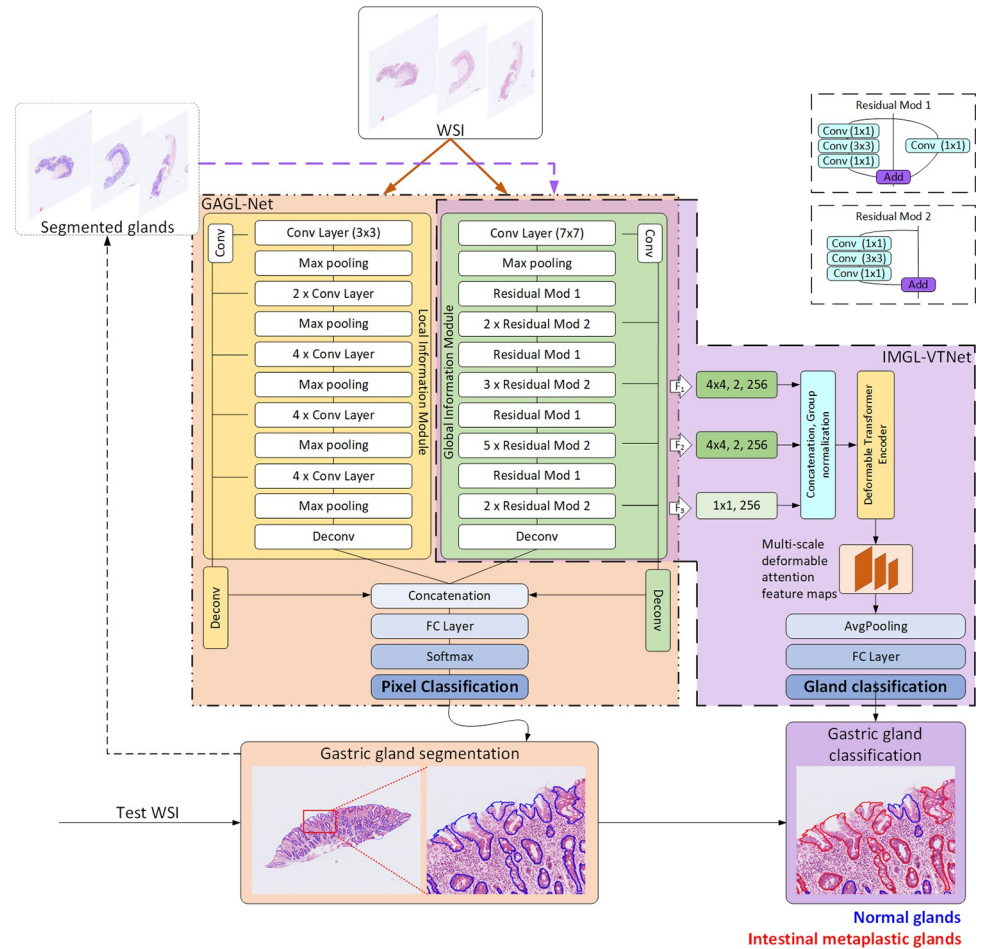 WSI
Segmented glands
Residual Mod 1
Conv (1x1)
Conv (3x3)
Conv (1x1)
Conv (1x1)
Add
Residual Mod 2
Conv (1x1)
Conv (3x3)
Conv (1x1)
Add
GAGL-Net
Conv
Conv Layer (3x3)
Max pooling
2 x Conv Layer
Max pooling
4 x Conv Layer
Max pooling
4 x Conv Layer
Max pooling
4 x Conv Layer
Max pooling
Deconv
Local Information Module
Global Information Module
Conv Layer (7x7)
Max pooling
Residual Mod 1
2 x Residual Mod 2
Residual Mod 1
3 x Residual Mod 2
Residual Mod 1
5 x Residual Mod 2
Residual Mod 1
2 x Residual Mod 2
Deconv
Conv
Deconv
Deconv
Concatenation
FC Layer
Softmax
Pixel Classification
IMGL-VTNet
F1
4x4, 2, 256
F2
4x4, 2, 256
F3
1x1, 256
Concatenation, Group
normalization
Deformable Transformer
Encoder
Multi-scale
deformable
attention
feature maps
AvgPooling
FC Layer
Gland classification
Test WSI
Gastric gland segmentation
Gastric gland
classification
Normal glands
Intestinal metaplastic glands